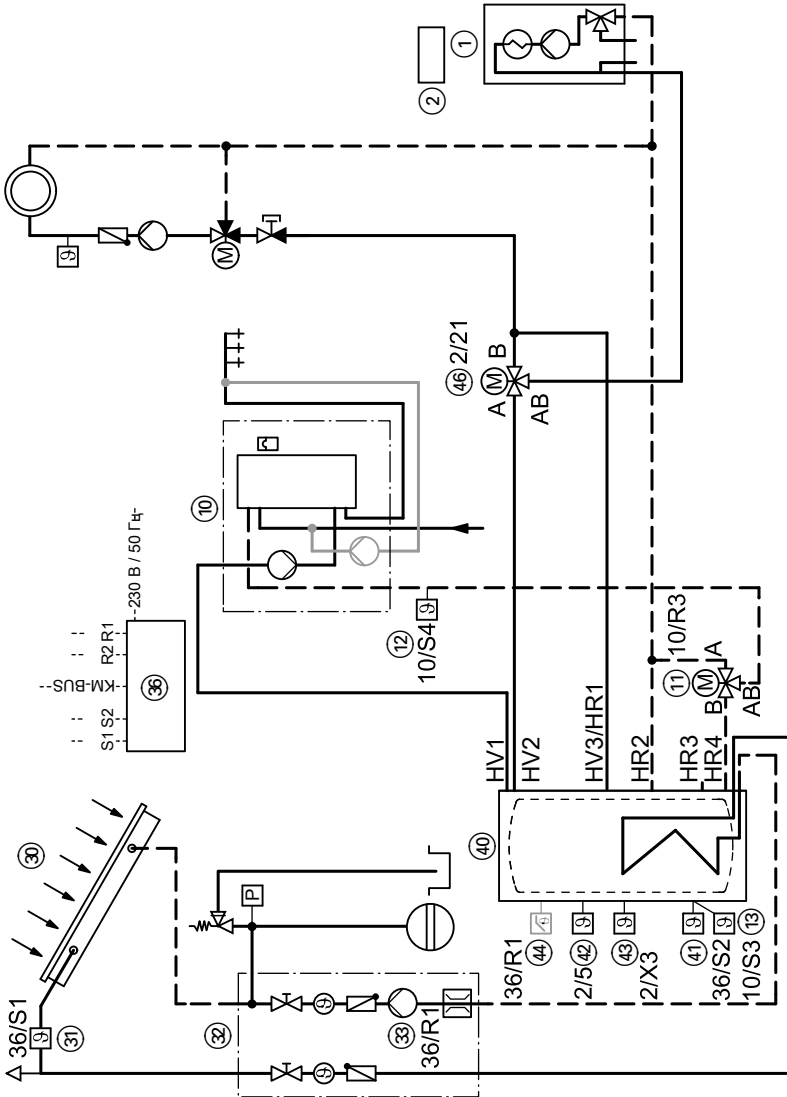 1
2
M
46 2/21
A
M
B
AB
10
-230 В / 50 Гц-
R1
R2
KM-BUS
S2
S1
36
12
10/S4
10/R3
11
M
A
B
AB
HV1
HV2
HV3/HR1
HR2
HR3
HR4
40
30
P
36/S1
31
32
33
36/R1
36/R1
44
2/5 42
43
2/X3
41
36/S2
13
10/S3
ϑ
ϑ
ϑ
ϑ
ϑ
ϑ
ϑ
ϑ
ϑ
ϑ